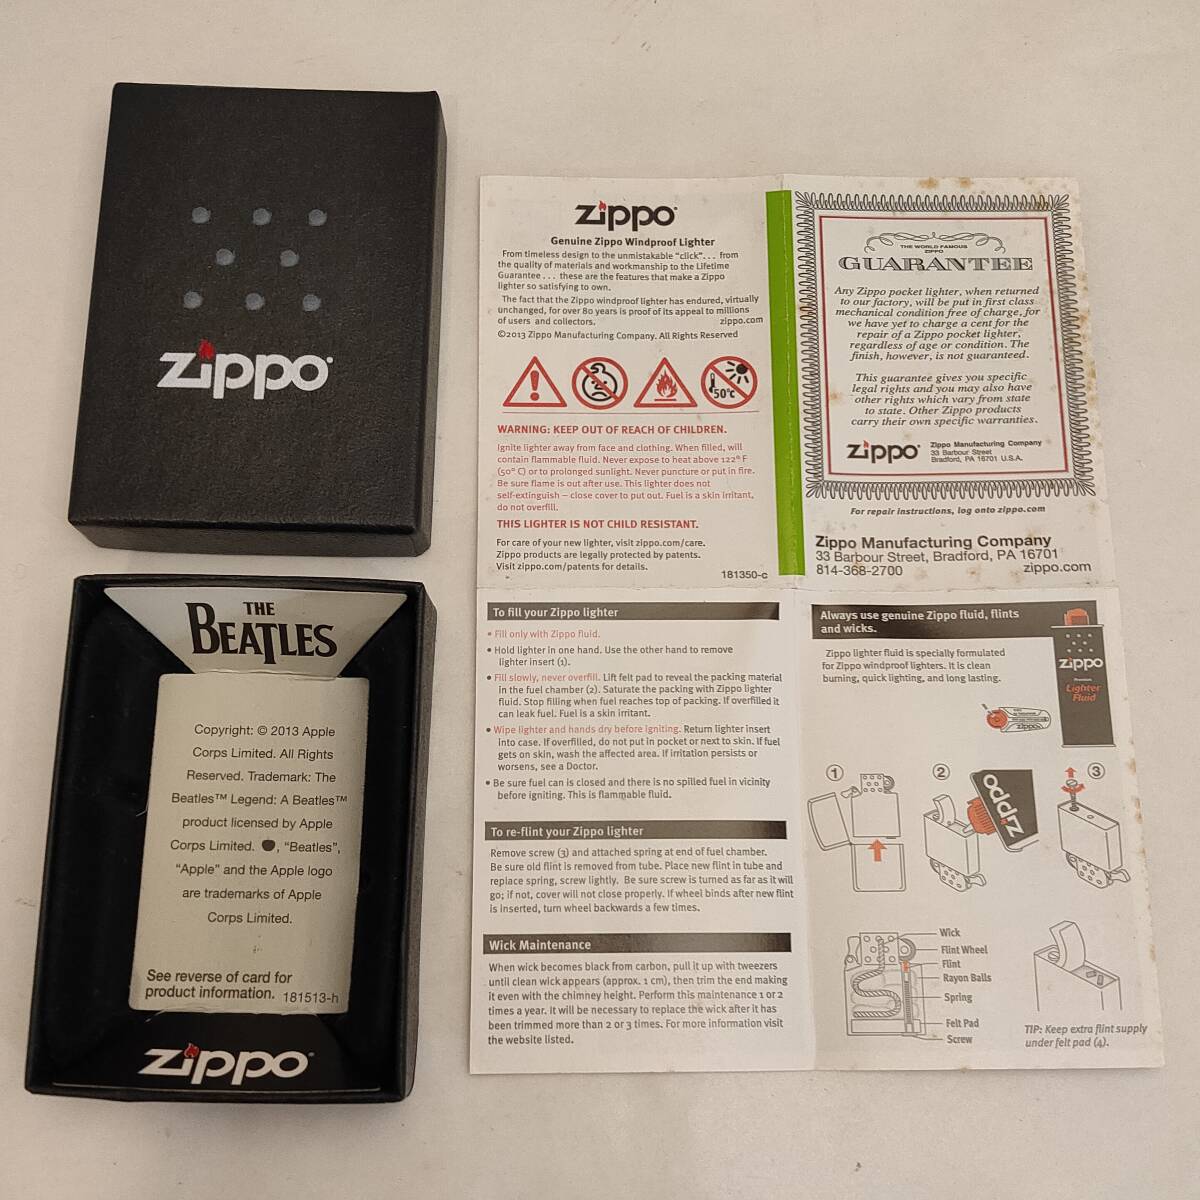 zippo
THE
BEATLES
Copyright: © 2013 Apple
Corps Limited. All Rights
Reserved. Trademark: The
Beatles™ Legend: A Beatles™
product licensed by Apple
Corps Limited. , “Beatles”,
“Apple” and the Apple logo
are trademarks of Apple
Corps Limited.
See reverse of card for
product information. 181513-h
zippo
zippo
Genuine Zippo Windproof Lighter
From timeless design to the unmistakable “click”. . . from
the quality of materials and workmanship to the Lifetime
Guarantee . . . these are the features that make a Zippo
lighter so satisfying to own.
The fact that the Zippo windproof lighter has endured, virtually
unchanged, for over 80 years is proof of its appeal to millions
of users and collectors. zippo.com
©2013 Zippo Manufacturing Company. All Rights Reserved
50°C
WARNING: KEEP OUT OF REACH OF CHILDREN.
Ignite lighter away from face and clothing. When filled, will
contain flammable fluid. Never expose to heat above 122° F
(50° C) or to prolonged sunlight. Never puncture or put in fire.
Be sure flame is out after use. This lighter does not
self-extinguish – close cover to put out. Fuel is a skin irritant,
do not overfill.
THIS LIGHTER IS NOT CHILD RESISTANT.
For care of your new lighter, visit zippo.com/care.
Zippo products are legally protected by patents.
Visit zippo.com/patents for details.
181350-c
THE WORLD FAMOUS
ZIPPO
GUARANTEE
Any Zippo pocket lighter, when returned
to our factory, will be put in first class
mechanical condition free of charge, for
we have yet to charge a cent for the
repair of a Zippo pocket lighter,
regardless of age or condition. The
finish, however, is not guaranteed.
This guarantee gives you specific
legal rights and you may also have
other rights which vary from state
to state. Other Zippo products
carry their own specific warranties.
zippo
Zippo Manufacturing Company
33 Barbour Street
Bradford, PA 16701 U.S.A.
For repair instructions, log onto zippo.com
Zippo Manufacturing Company
33 Barbour Street, Bradford, PA 16701
814-368-2700 zippo.com
To fill your Zippo lighter
• Fill only with Zippo fluid.
• Hold lighter in one hand. Use the other hand to remove
lighter insert (1).
• Fill slowly, never overfill. Lift felt pad to reveal the packing material
in the fuel chamber (2). Saturate the packing with Zippo lighter
fluid. Stop filling when fuel reaches top of packing. If overfilled it
can leak fuel. Fuel is a skin irritant.
• Wipe lighter and hands dry before igniting. Return lighter insert
into case. If overfilled, do not put in pocket or next to skin. If fuel
gets on skin, wash the affected area. If irritation persists or
worsens, see a Doctor.
• Be sure fuel can is closed and there is no spilled fuel in vicinity
before igniting. This is flammable fluid.
To re-flint your Zippo lighter
Remove screw (3) and attached spring at end of fuel chamber.
Be sure old flint is removed from tube. Place new flint in tube and
replace spring, screw lightly. Be sure screw is turned as far as it will
go; if not, cover will not close properly. If wheel binds after new flint
is inserted, turn wheel backwards a few times.
Wick Maintenance
When wick becomes black from carbon, pull it up with tweezers
until clean wick appears (approx. 1 cm), then trim the end making
it even with the chimney height. Perform this maintenance 1 or 2
times a year. It will be necessary to replace the wick after it has
been trimmed more than 2 or 3 times. For more information visit
the website listed.
Always use genuine Zippo fluid, flints
and wicks.
Zippo lighter fluid is specially formulated
for Zippo windproof lighters. It is clean
burning, quick lighting, and long lasting.
zippo
Premium
Lighter
Fluid
zippo
1
2
3
zippo
Wick
Flint Wheel
Flint
Rayon Balls
Spring
Felt Pad
Screw
TIP: Keep extra flint supply
under felt pad (4).